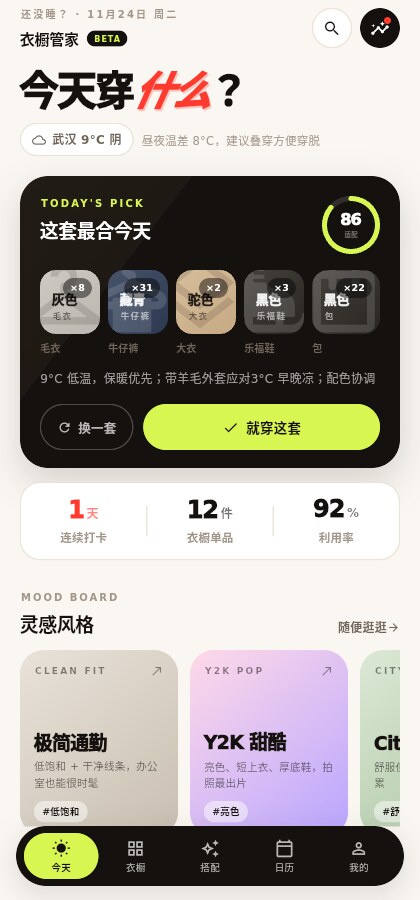 还没睡？ · 11月24日 周二
衣橱管家 BETA
今天穿什么？
武汉 9°C 阴
昼夜温差 8°C，建议叠穿方便穿脱
TODAY'S PICK
这套最合今天
86
适配
×8
灰色
毛衣
×31
藏青
牛仔裤
×2
驼色
大衣
×3
黑色
乐福鞋
×22
黑色
包
毛衣
牛仔裤
大衣
乐福鞋
包
9°C 低温，保暖优先；带羊毛外套应对3°C 早晚凉；配色协调
换一套
就穿这套
1天
连续打卡
12件
衣橱单品
92%
利用率
MOOD BOARD
灵感风格
随便逛逛→
CLEAN FIT
极简通勤
低饱和 + 干净线条，办公
室也能很时髦
#低饱和
Y2K POP
Y2K 甜酷
亮色、短上衣、厚底鞋，拍
照最出片
#亮色
CITY
Cit
舒服
累
#舒
今天
衣橱
搭配
日历
我的